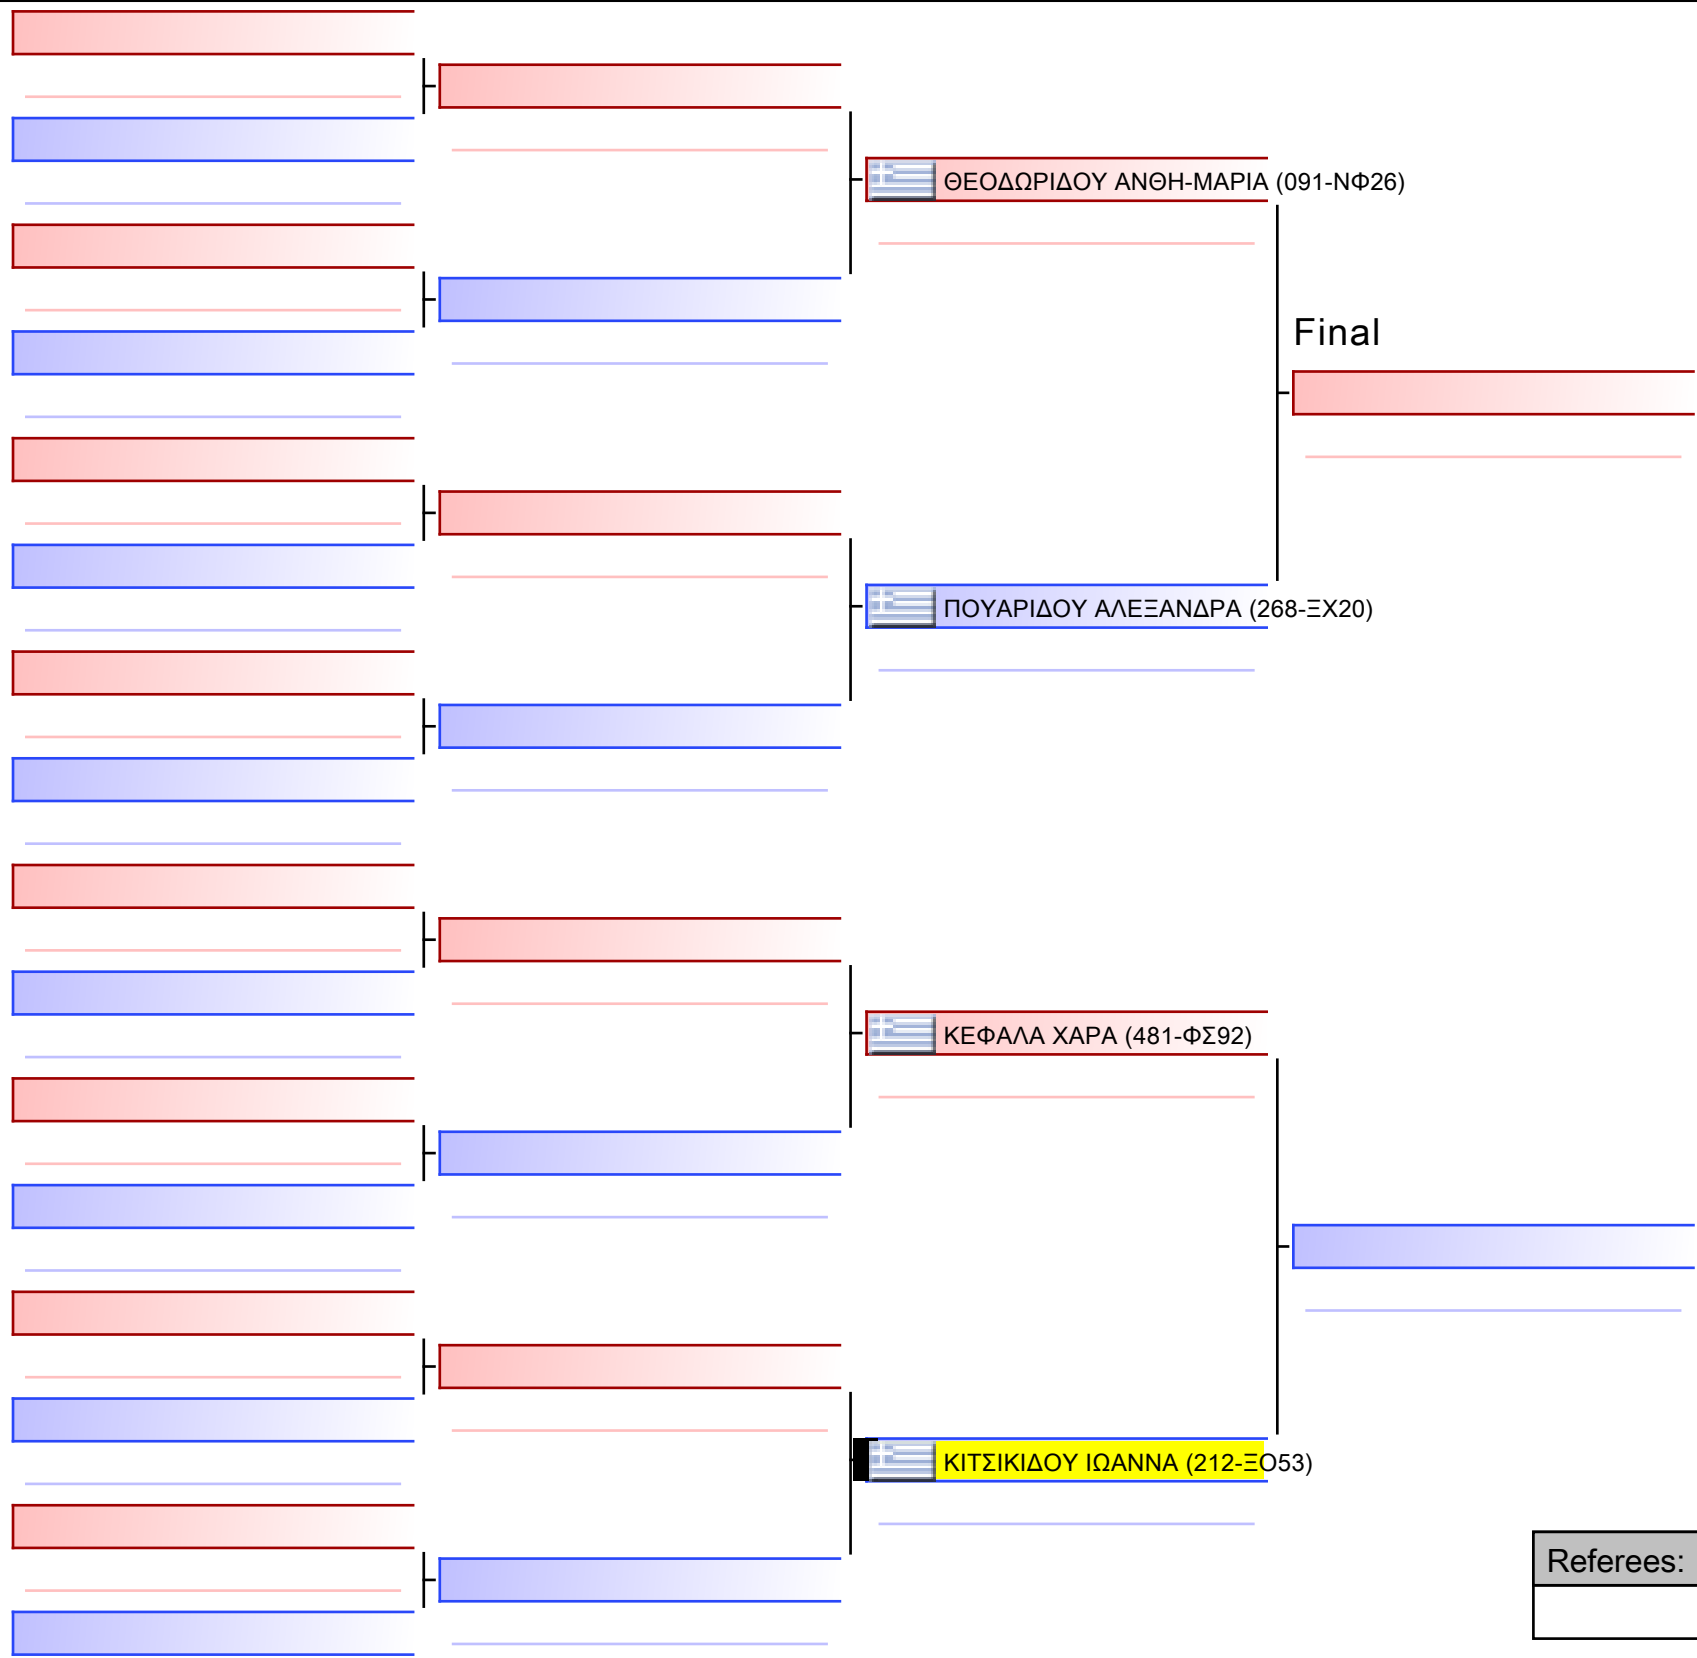 ΘΕΟΔΩΡΙΔΟΥ ΑΝΘΗ-ΜΑΡΙΑ (091-ΝΦ26)
Final
ΠΟΥΑΡΙΔΟΥ ΑΛΕΞΑΝΔΡΑ (268-ΞΧ20)
ΚΕΦΑΛΑ ΧΑΡΑ (481-ΦΣ92)
ΚΙΤΣΙΚΙΔΟΥ ΙΩΑΝΝΑ (212-ΞΟ53)
Referees: